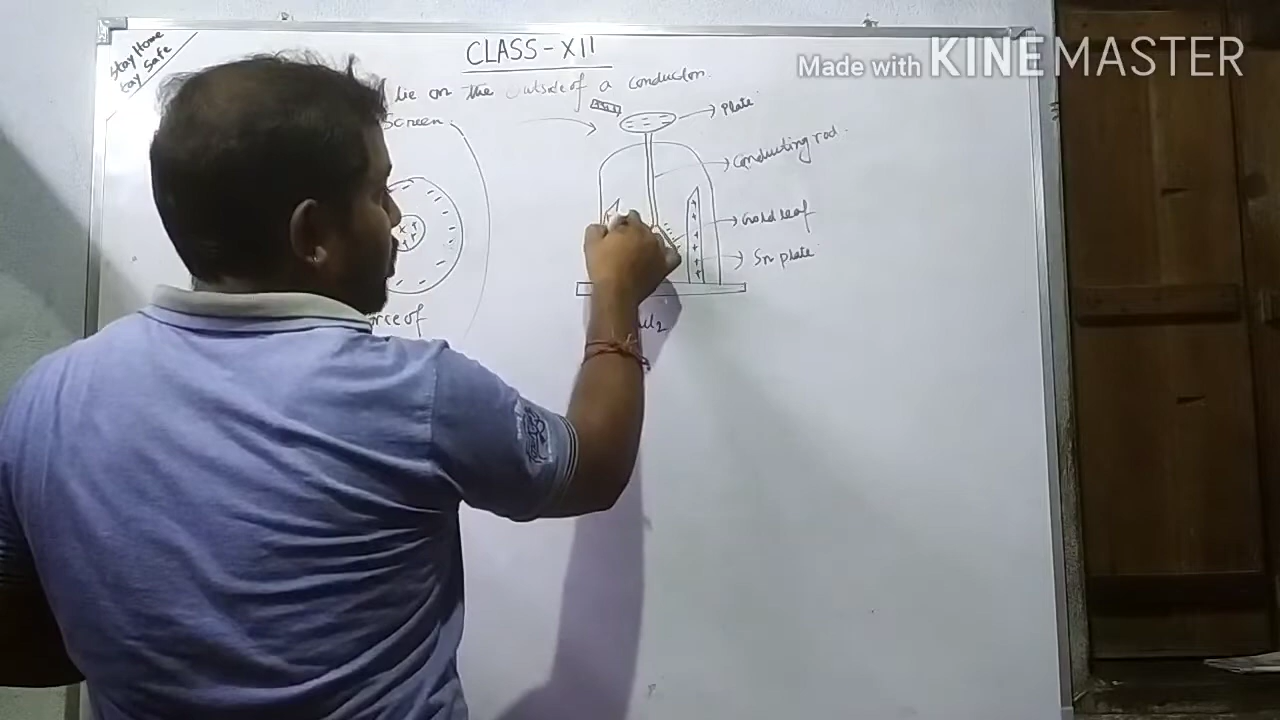 Made with KINEMASTER
Stay Home
tay Safe
CLASS-XII
lie on the outside of a conductor.
Screen
Plate
Conducting rod.
Gold leaf
Sn plate